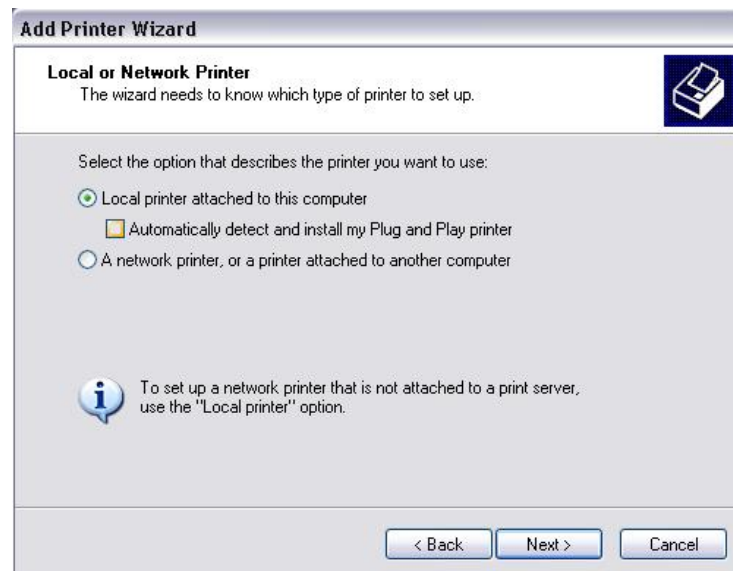 Add Printer Wizard
Local or Network Printer
The wizard needs to know which type of printer to set up.
Select the option that describes the printer you want to use:
Local printer attached to this computer
Automatically detect and install my Plug and Play printer
A network printer, or a printer attached to another computer
To set up a network printer that is not attached to a print server,
use the "Local printer" option.
< Back Next > Cancel